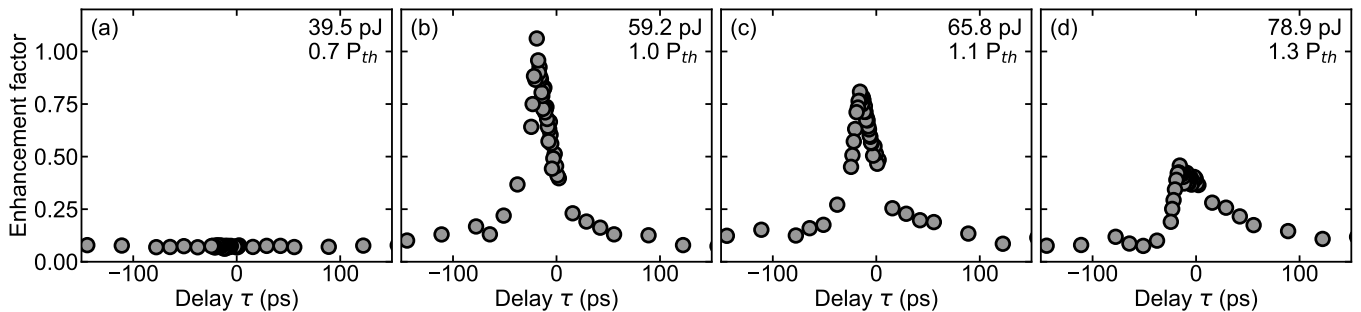 (a)
39.5 pJ
0.7 P_th
(b)
59.2 pJ
1.0 P_th
(c)
65.8 pJ
1.1 P_th
(d)
78.9 pJ
1.3 P_th
Enhancement factor
1.00
0.75
0.50
0.25
0.00
−100 0 100
−100 0 100
−100 0 100
−100 0 100
Delay τ (ps)
Delay τ (ps)
Delay τ (ps)
Delay τ (ps)